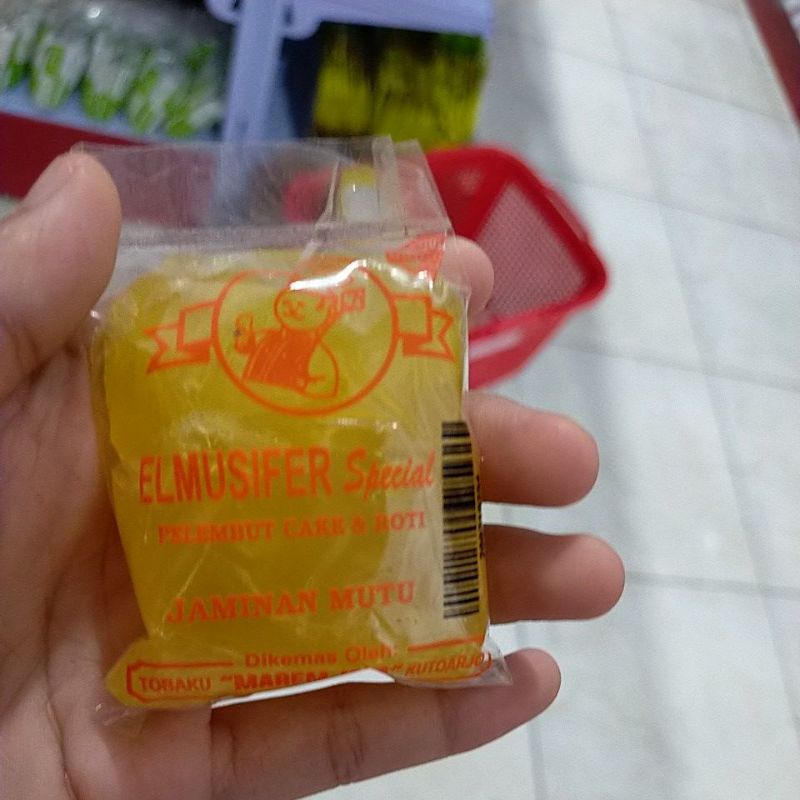 ELMUSIFER Special
PELEMBUT CAKE & ROTI
JAMINAN MUTU
Dikemas Oleh:
TOBAKU "MAREM KUTOARJO